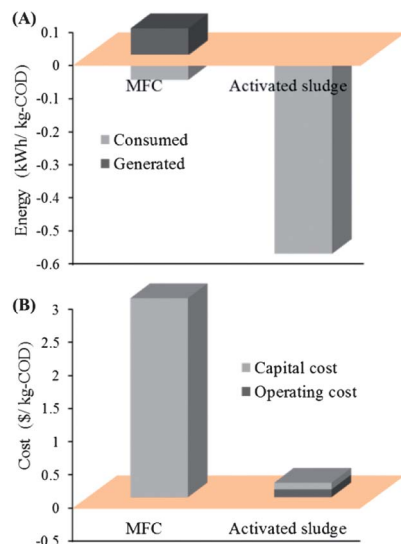 (A)
0.1
0
-0.1
-0.2
-0.3
-0.4
-0.5
-0.6
Energy (kWh/ kg-COD)
MFC
Activated sludge
Consumed
Generated
(B)
3
2.5
2
1.5
1
0.5
0
-0.5
Cost ($/ kg-COD)
Capital cost
Operating cost
MFC
Activated sludge